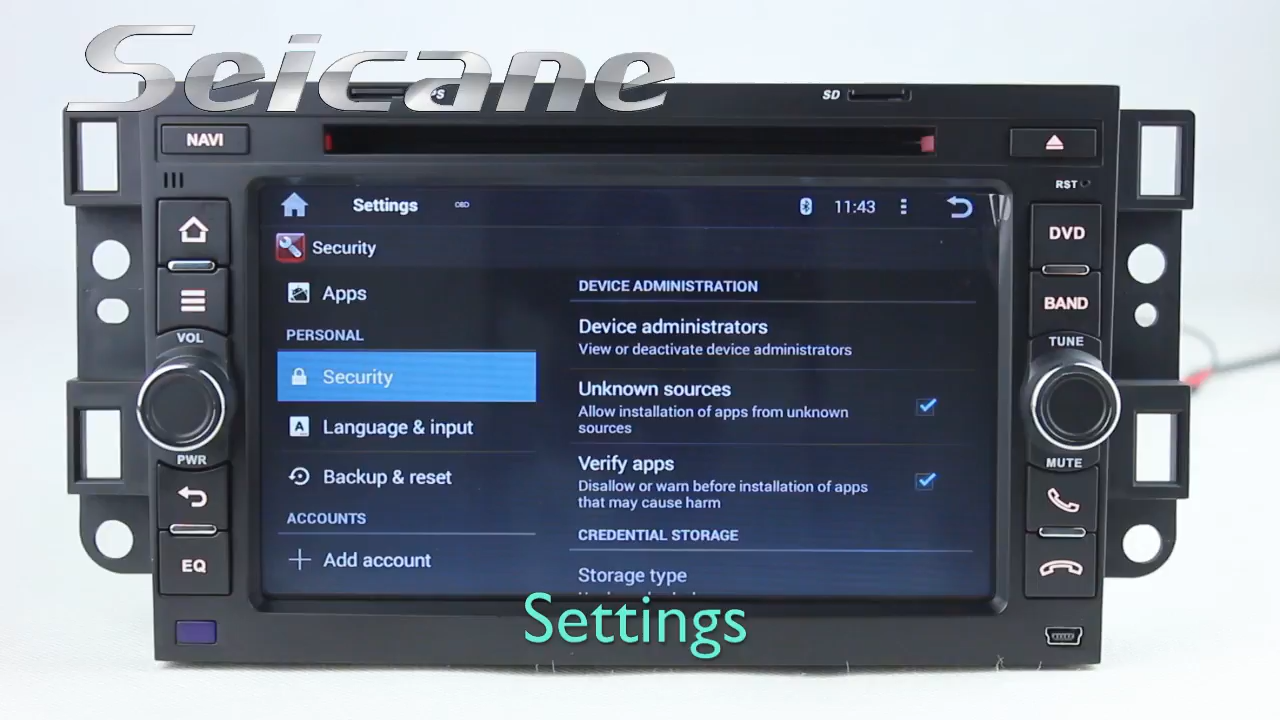 Seicane
SD
NAVI
RST
Settings
OBD
11:43
DVD
Security
Apps
DEVICE ADMINISTRATION
BAND
PERSONAL
Device administrators
VOL
TUNE
View or deactivate device administrators
Security
Unknown sources
Allow installation of apps from unknown
sources
Language & input
PWR
Verify apps
MUTE
Backup & reset
Disallow or warn before installation of apps
that may cause harm
ACCOUNTS
CREDENTIAL STORAGE
EQ
Add account
Storage type
Settings